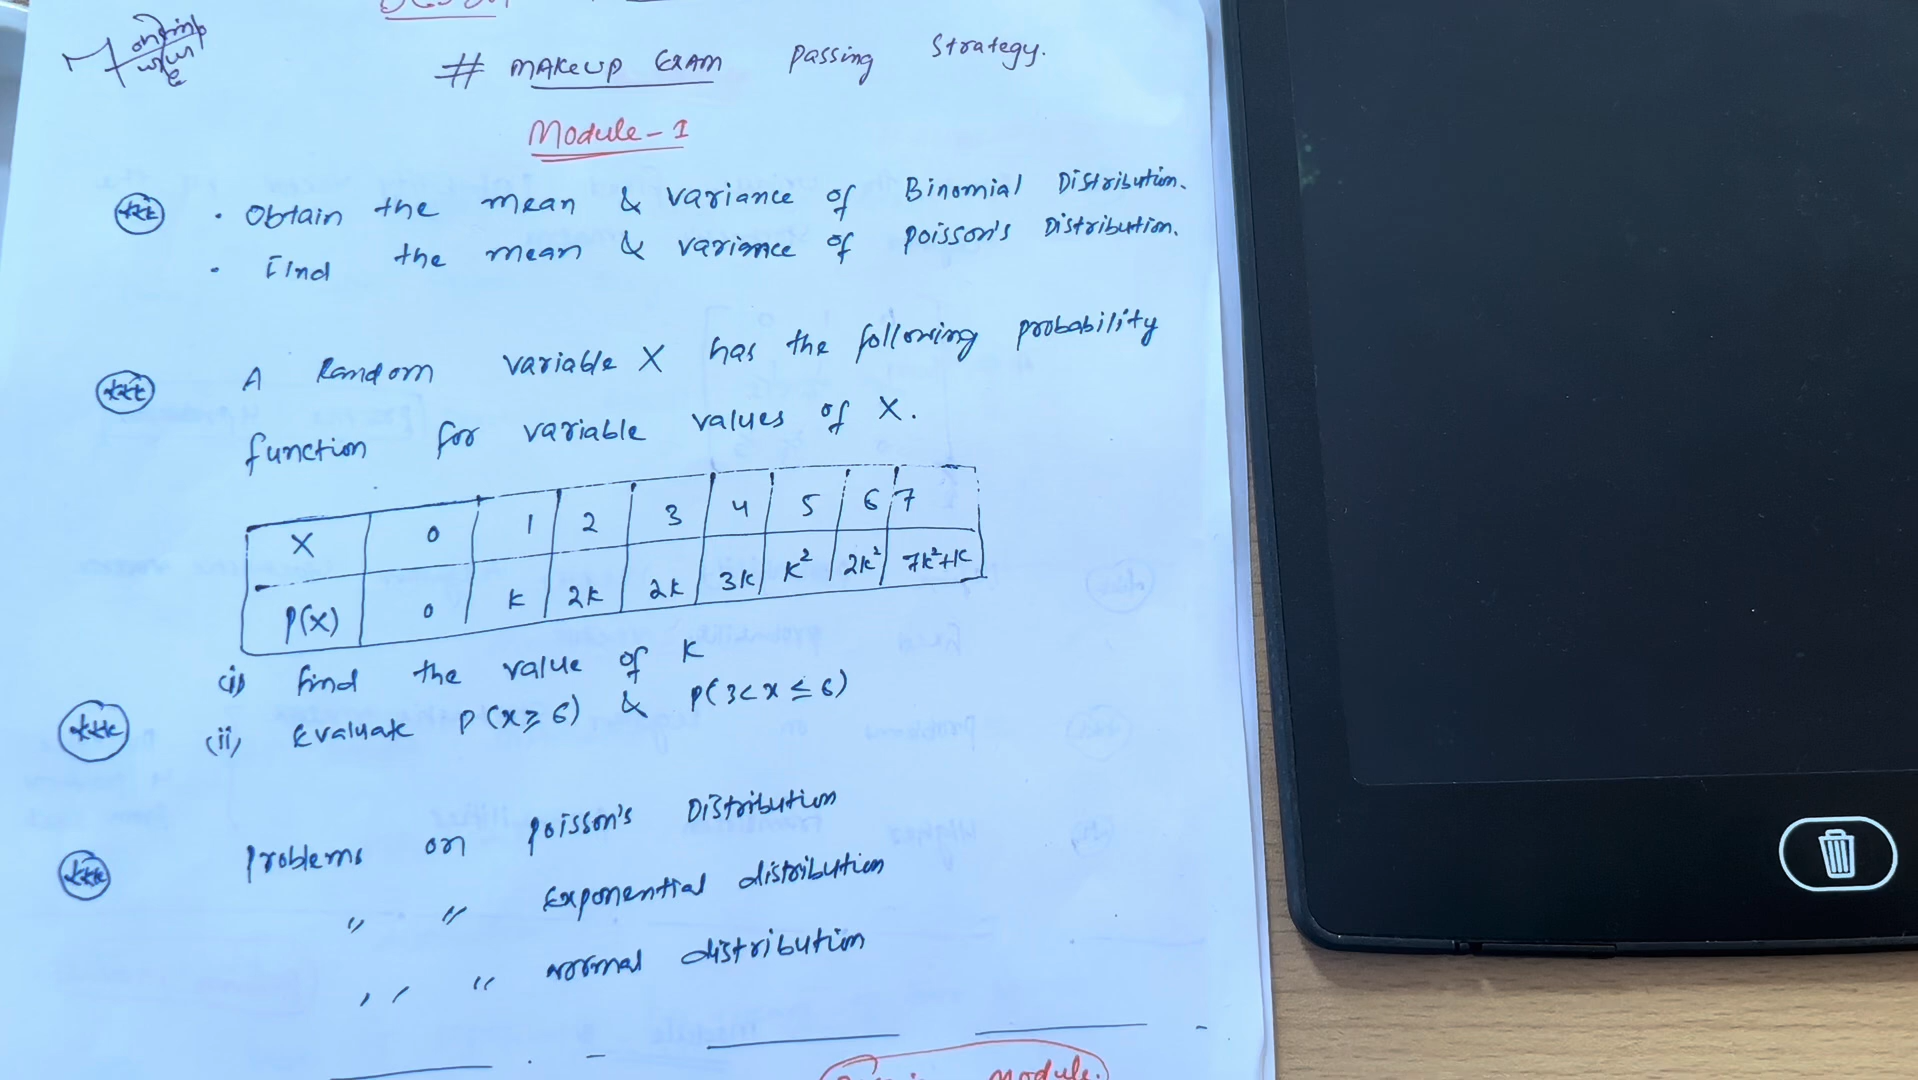 # MAKEUP EXAM Passing Strategy.
Module-1
*** • Obtain the mean & variance of Binomial Distribution.
• Find the mean & variance of Poisson's Distribution.
*** A Random variable X has the following probability
function for variable values of X.
X 0 1 2 3 4 5 6 7
P(X) 0 K 2K 2K 3K K² 2K² 7K²+K
(i) find the value of K
*** (ii) Evaluate P(x≥6) & P(3<x≤6)
*** Problems on Poisson's Distribution
" " Exponential distribution
" " normal distribution
module.